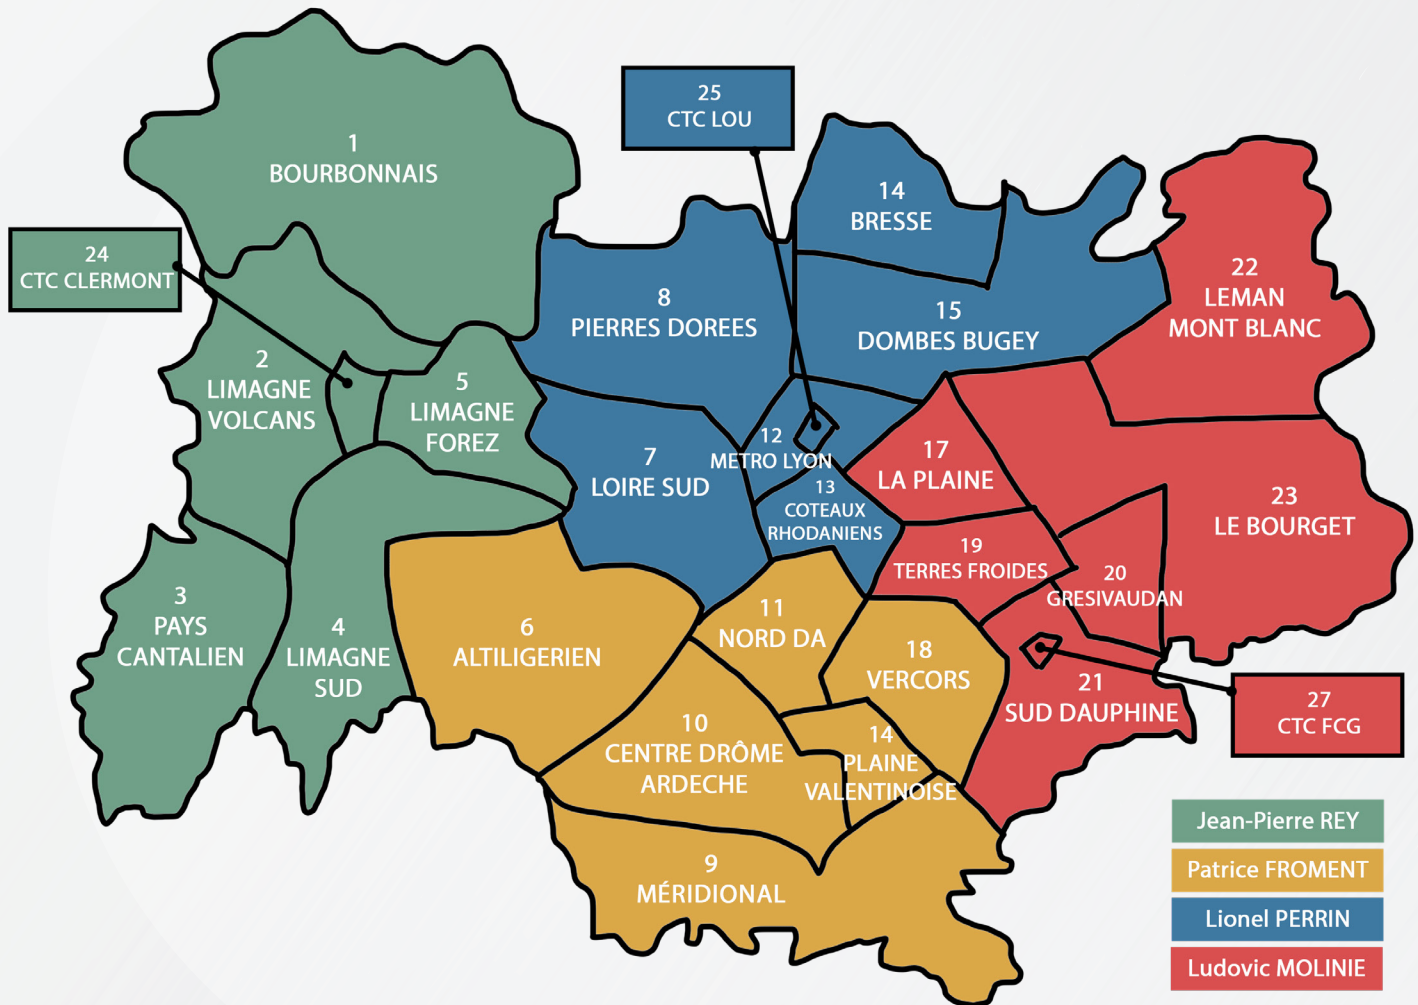 25
CTC LOU
1
BOURBONNAIS
14
BRESSE
24
CTC CLERMONT
22
LEMAN
MONT BLANC
8
PIERRES DOREES
15
DOMBES BUGEY
2
LIMAGNE
VOLCANS
5
LIMAGNE
FOREZ
7
LOIRE SUD
12
METRO LYON
17
LA PLAINE
13
COTEAUX
RHODANIENS
23
LE BOURGET
19
TERRES FROIDES
20
GRESIVAUDAN
3
PAYS
CANTALIEN
4
LIMAGNE
SUD
6
ALTILIGERIEN
11
NORD DA
18
VERCORS
21
SUD DAUPHINE
27
CTC FCG
10
CENTRE DRÔME
ARDECHE
14
PLAINE
VALENTINOISE
9
MÉRIDIONAL
Jean-Pierre REY
Patrice FROMENT
Lionel PERRIN
Ludovic MOLINIE